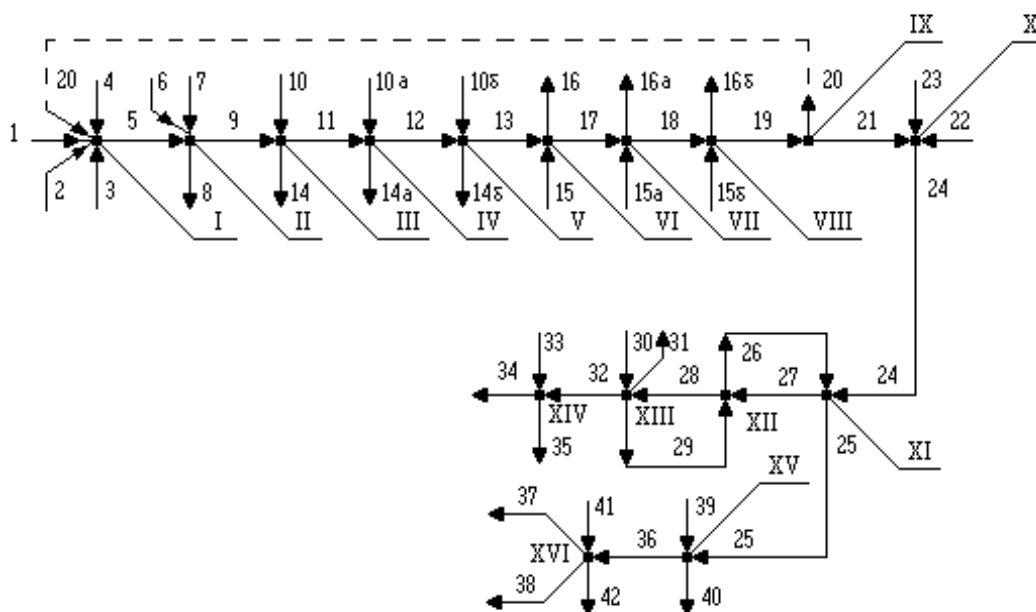 IX X
20 4 6 7 10 10а 10б 16 16а 16б 20 23
1 5 9 11 12 13 17 18 19 21 22
2 3 8 14 14а 14б 15 15а 15б 24
I II III IV V VI VII VIII
33 30 31 26
34 32 28 27 24
XIV XIII XII
35 29 25 XI
XV
37 41 39
XVI 36 25
38 42 40